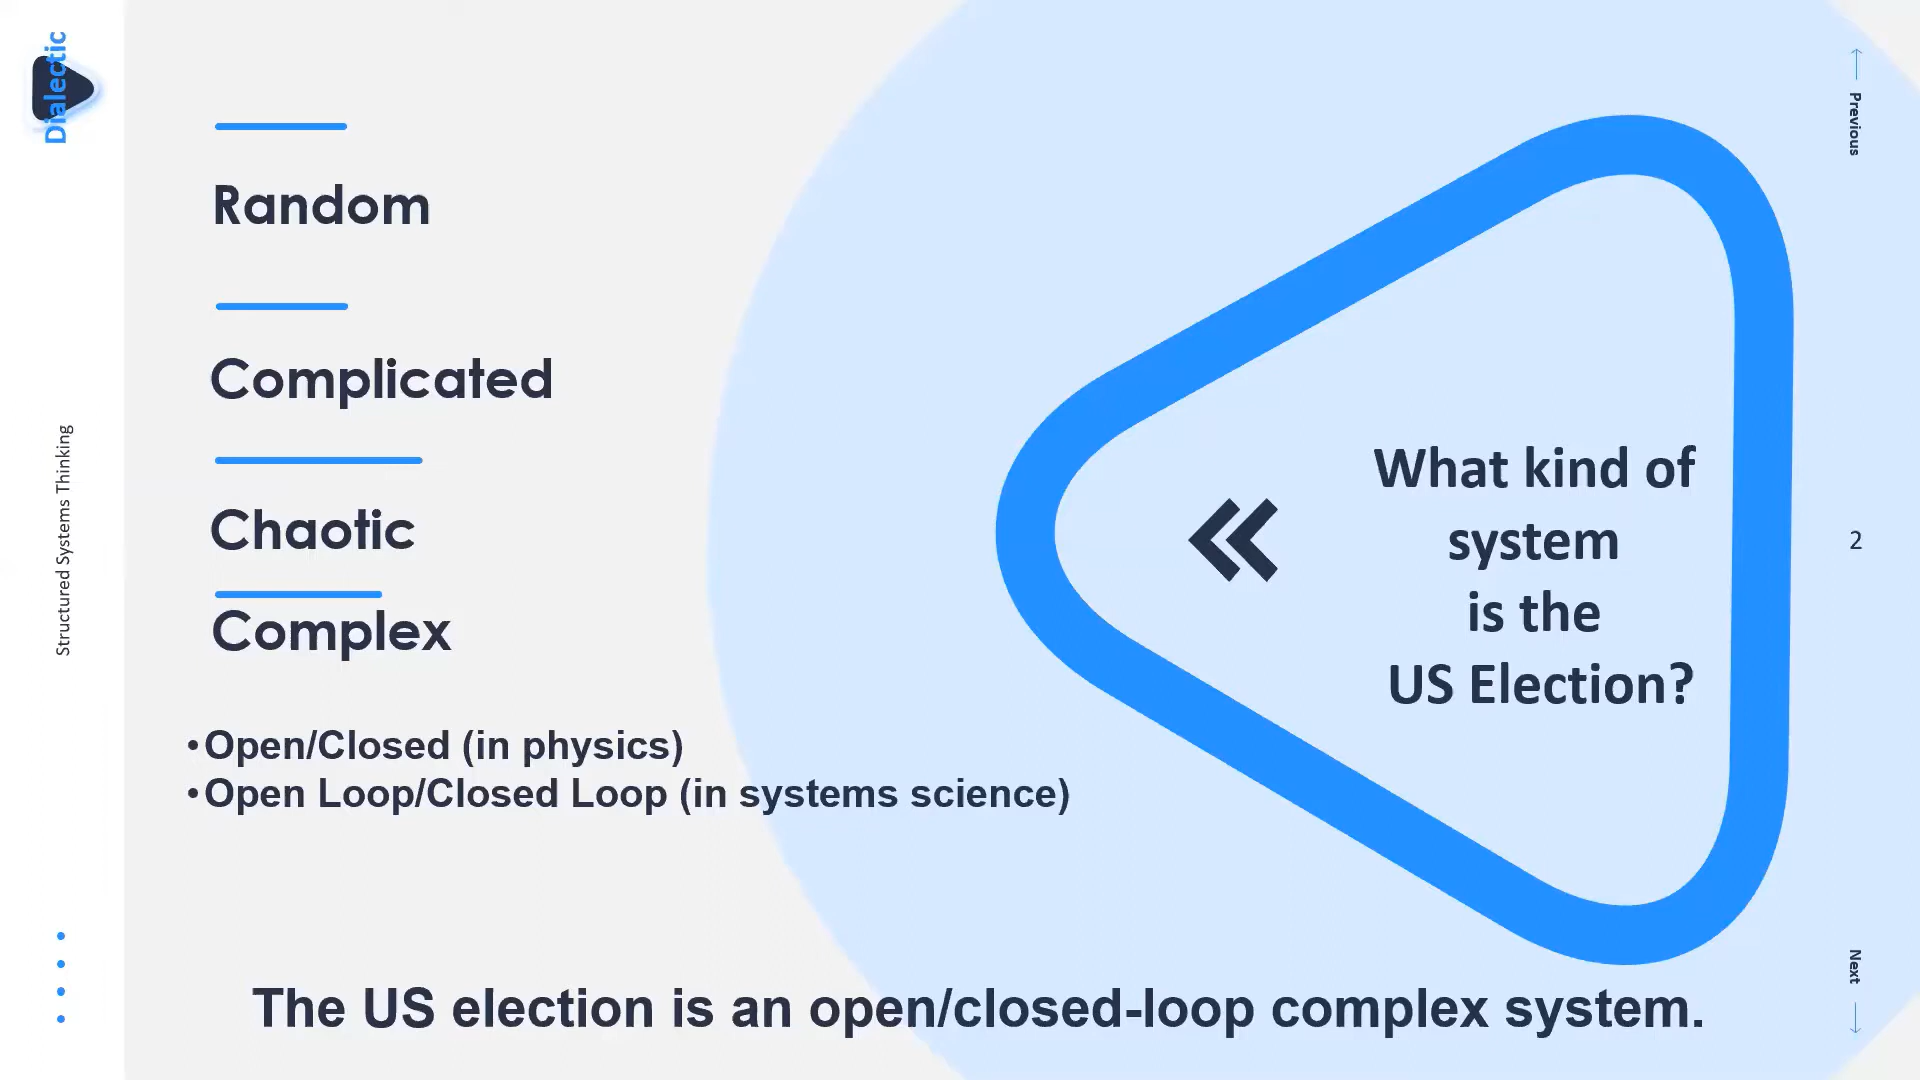 Dialectic
Structured Systems Thinking
Random
Complicated
Chaotic
Complex
•Open/Closed (in physics)
•Open Loop/Closed Loop (in systems science)
What kind of
system
is the
US Election?
The US election is an open/closed-loop complex system.
Previous
2
Next